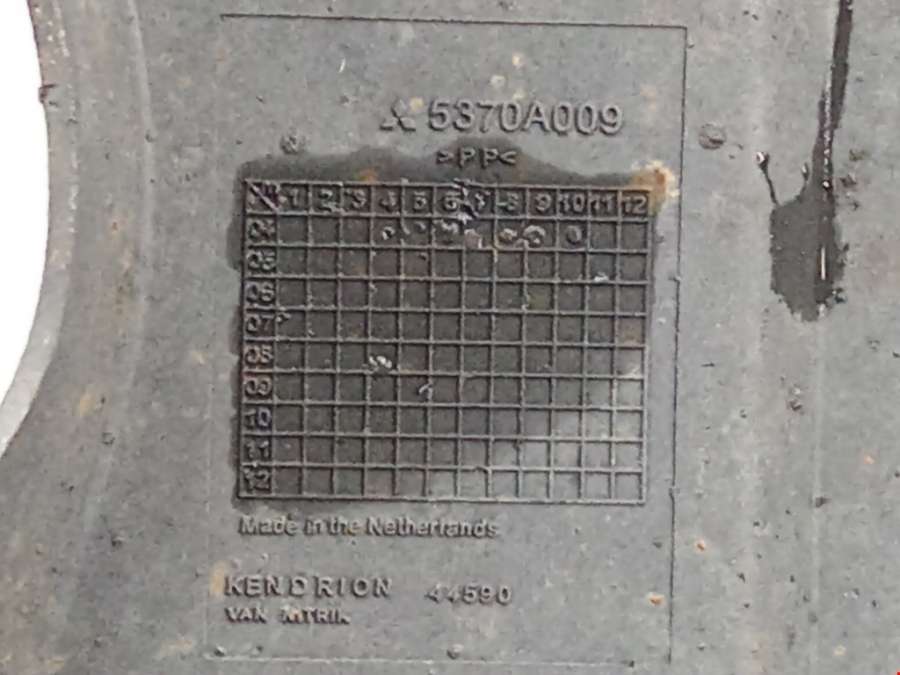 5370A009
>PP<
1 2 3 4 5 6 7 8 9 10 11 12
04
05
06
07
08
09
10
11
12
Made in the Netherlands
KENDRION 44590
VAN MTRIK